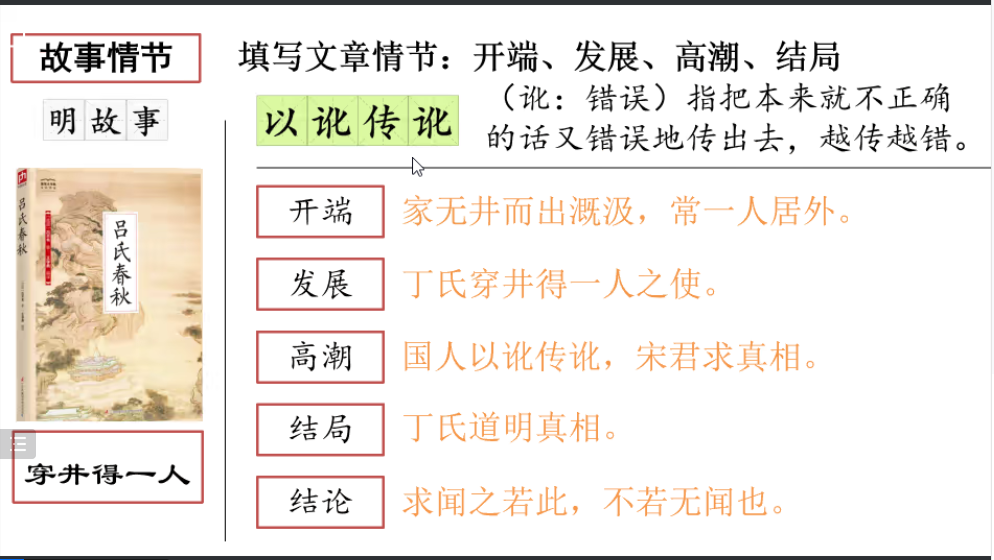 故事情节
填写文章情节：开端、发展、高潮、结局
明故事
以讹传讹
（讹：错误）指把本来就不正确
的话又错误地传出去，越传越错。
吕氏春秋
吕氏春秋
开端
家无井而出溉汲，常一人居外。
发展
丁氏穿井得一人之使。
高潮
国人以讹传讹，宋君求真相。
结局
丁氏道明真相。
结论
求闻之若此，不若无闻也。
穿井得一人